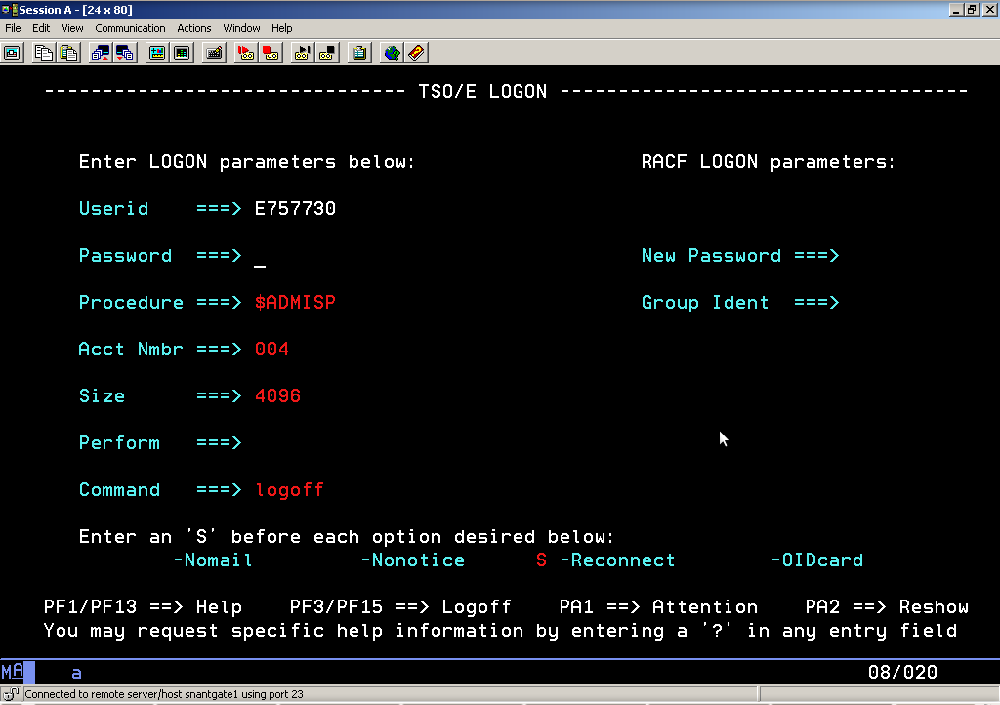 Session A - [24 x 80]
File Edit View Communication Actions Window Help
------------------------------- TSO/E LOGON -----------------------------------
Enter LOGON parameters below: RACF LOGON parameters:
Userid ===> E757730
Password ===> _ New Password ===>
Procedure ===> $ADMISP Group Ident ===>
Acct Nmbr ===> 004
Size ===> 4096
Perform ===>
Command ===> logoff
Enter an 'S' before each option desired below:
-Nomail -Nonotice S -Reconnect -OIDcard
PF1/PF13 ==> Help PF3/PF15 ==> Logoff PA1 ==> Attention PA2 ==> Reshow
You may request specific help information by entering a '?' in any entry field
MA a 08/020
Connected to remote server/host snantgate1 using port 23